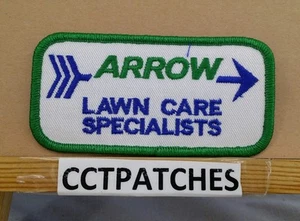 ARROW
LAWN CARE
SPECIALISTS
CCTPATCHES